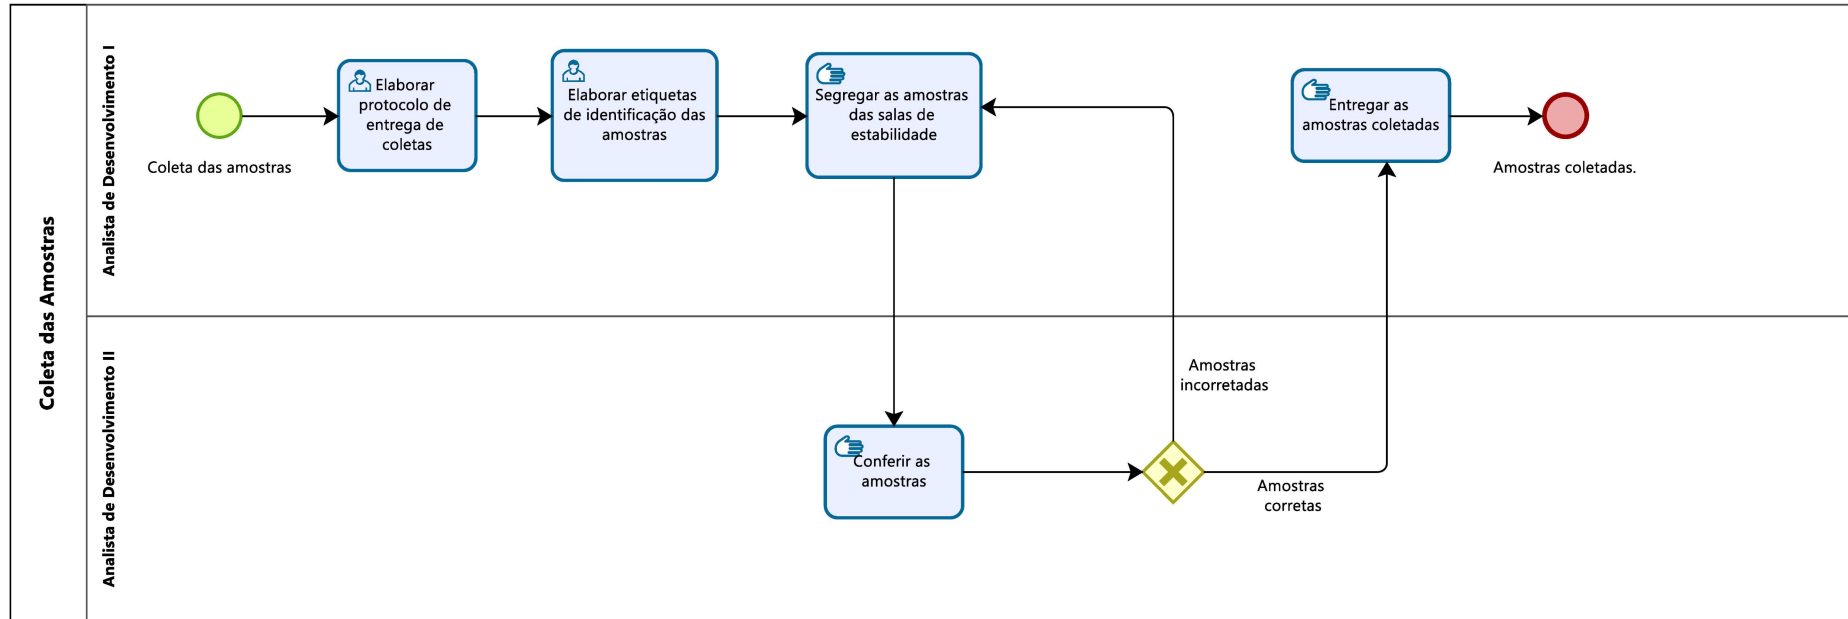 Coleta das Amostras
Analista de Desenvolvimento I
Coleta das amostras
Elaborar
protocolo de
entrega de
coletas
Elaborar etiquetas
de identificação das
amostras
Segregar as amostras
das salas de
estabilidade
Entregar as
amostras coletadas
Amostras coletadas.
Analista de Desenvolvimento II
Conferir as
amostras
Amostras
incorretadas
Amostras
corretas